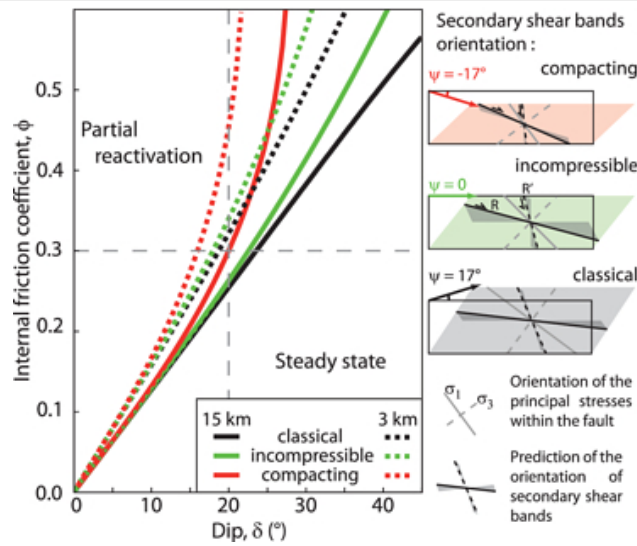 Internal friction coefficient, ϕ
0.5
0.4
0.3
0.2
0.1
0.0
Partial
reactivation
Steady state
15 km
3 km
classical
incompressible
compacting
0
10
20
30
40
Dip, δ (°)
Secondary shear bands
orientation :
compacting
ψ = -17°
incompressible
ψ = 0
R
R'
classical
ψ = 17°
σ1
σ3
Orientation of the
principal stresses
within the fault
Prediction of the
orientation of
secondary shear
bands